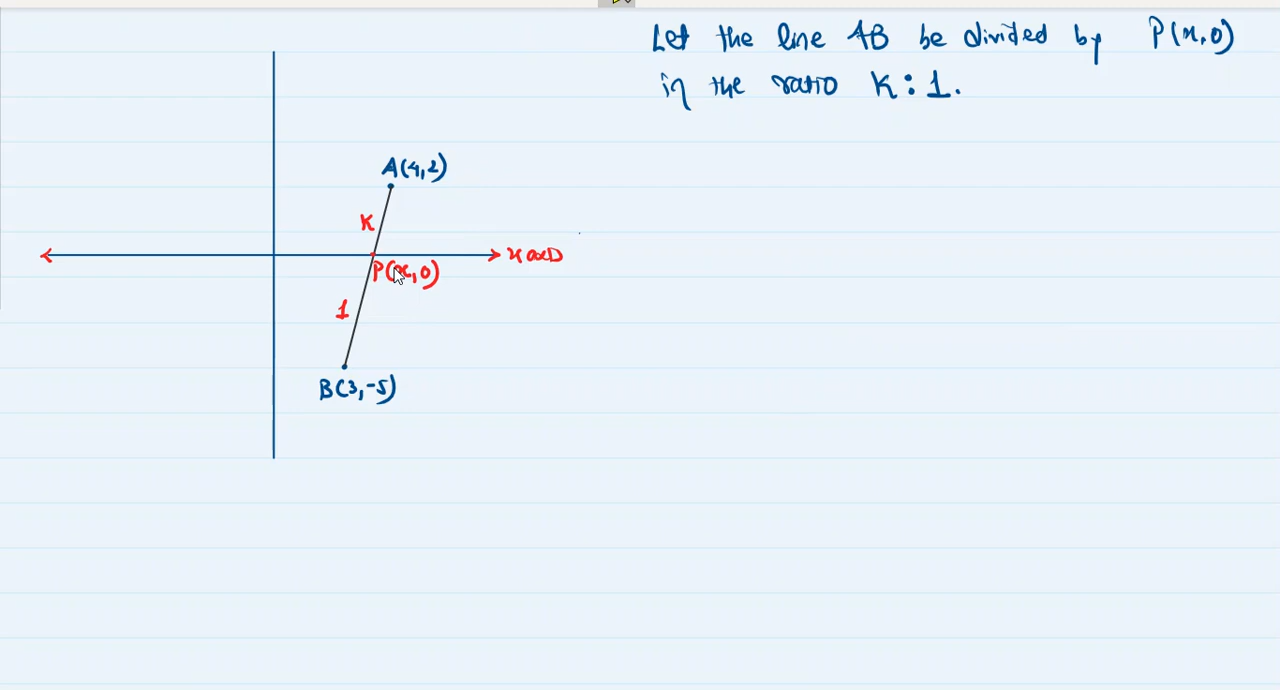 Let the line AB be divided by P(x,0)
in the ratio K:1.
A(4,2)
K
x axis
P(x,0)
1
B(3,-5)